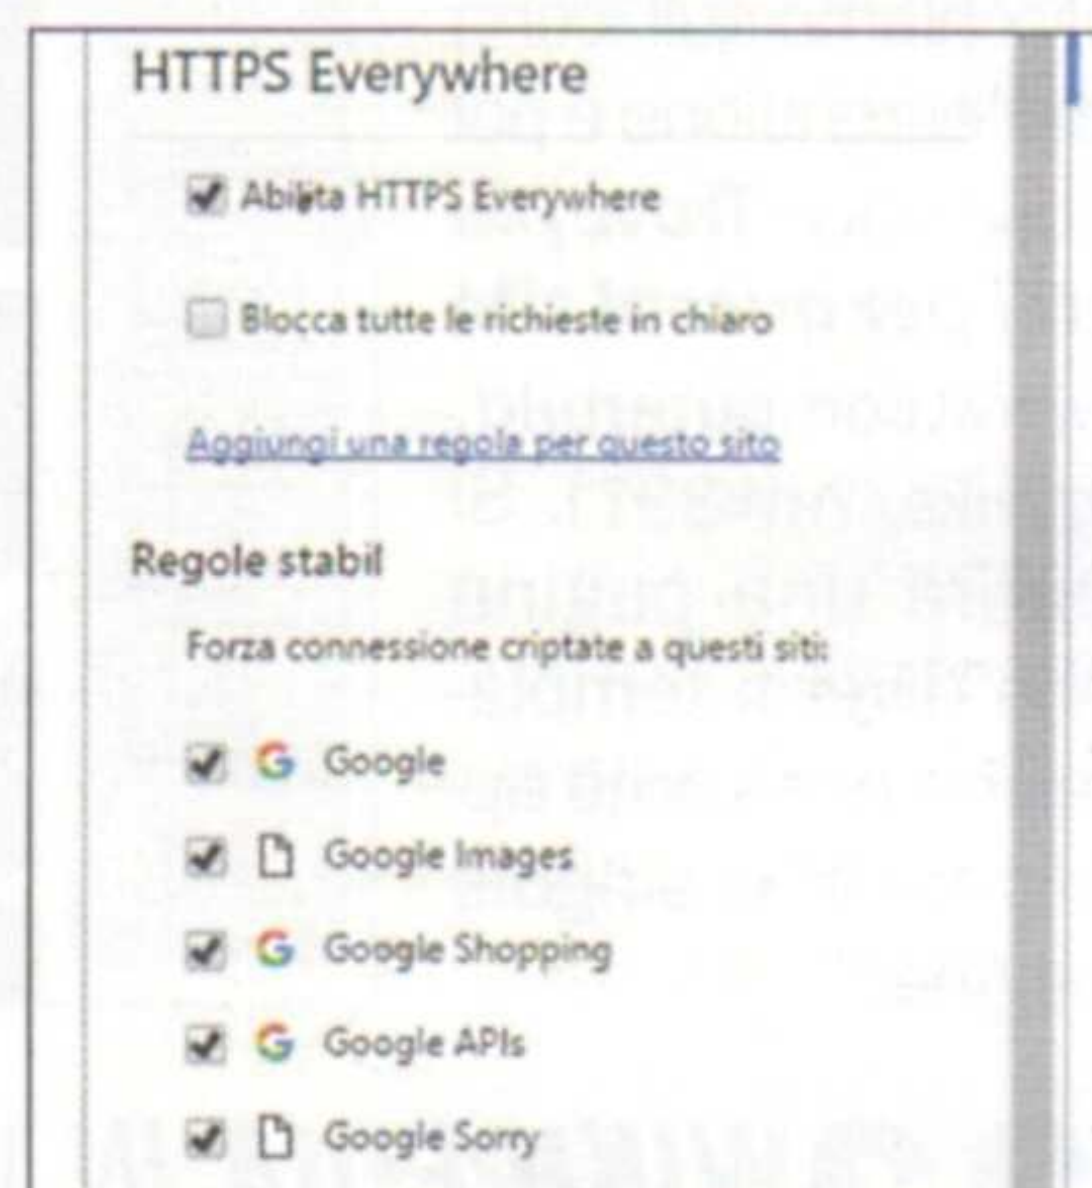 HTTPS Everywhere
Abilita HTTPS Everywhere
Blocca tutte le richieste in chiaro
Aggiungi una regola per questo sito
Regole stabil
Forza connessione criptate a questi siti:
Google
Google Images
Google Shopping
Google APIs
Google Sorry